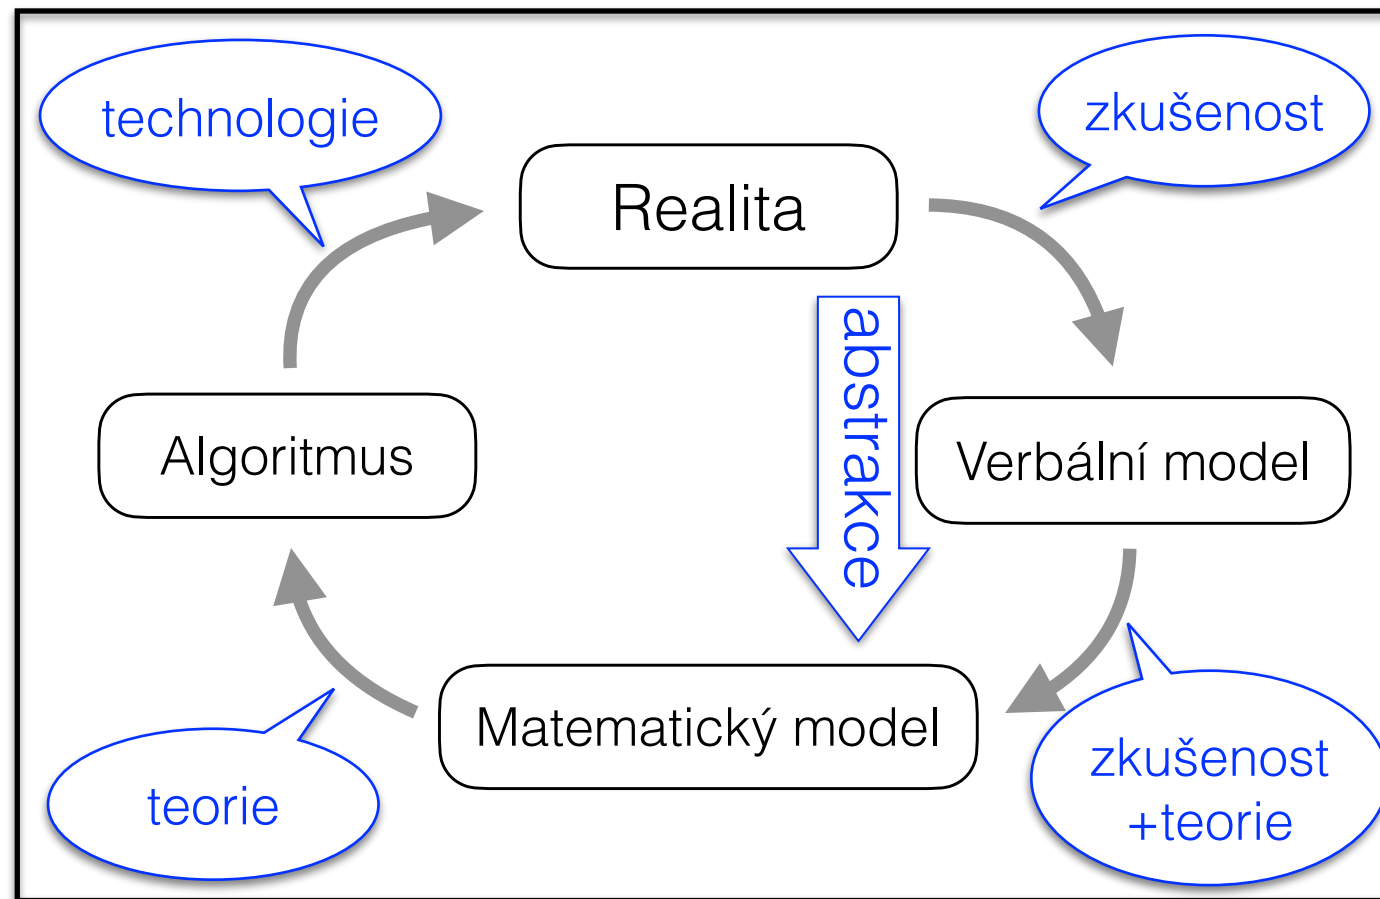 technologie
zkušenost
Realita
abstrakce
Algoritmus
Verbální model
Matematický model
teorie
zkušenost
+teorie